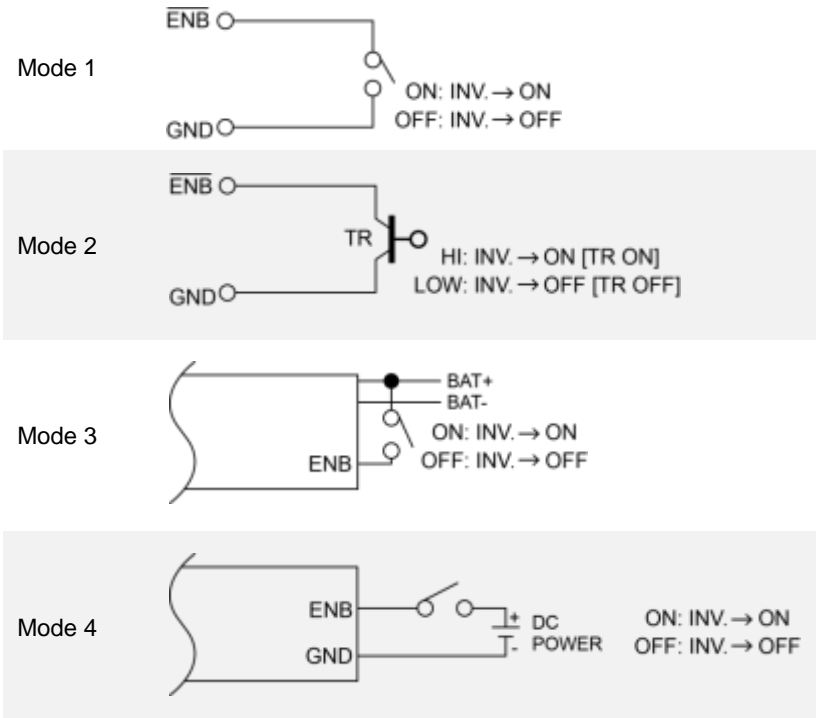 E̅N̅B̅
Mode 1
ON: INV. → ON
OFF: INV. → OFF
GND
E̅N̅B̅
Mode 2
TR
HI: INV. → ON [TR ON]
LOW: INV. → OFF [TR OFF]
GND
BAT+
BAT-
Mode 3
ON: INV. → ON
ENB
OFF: INV. → OFF
Mode 4
ENB
+ DC
- POWER
ON: INV. → ON
OFF: INV. → OFF
GND